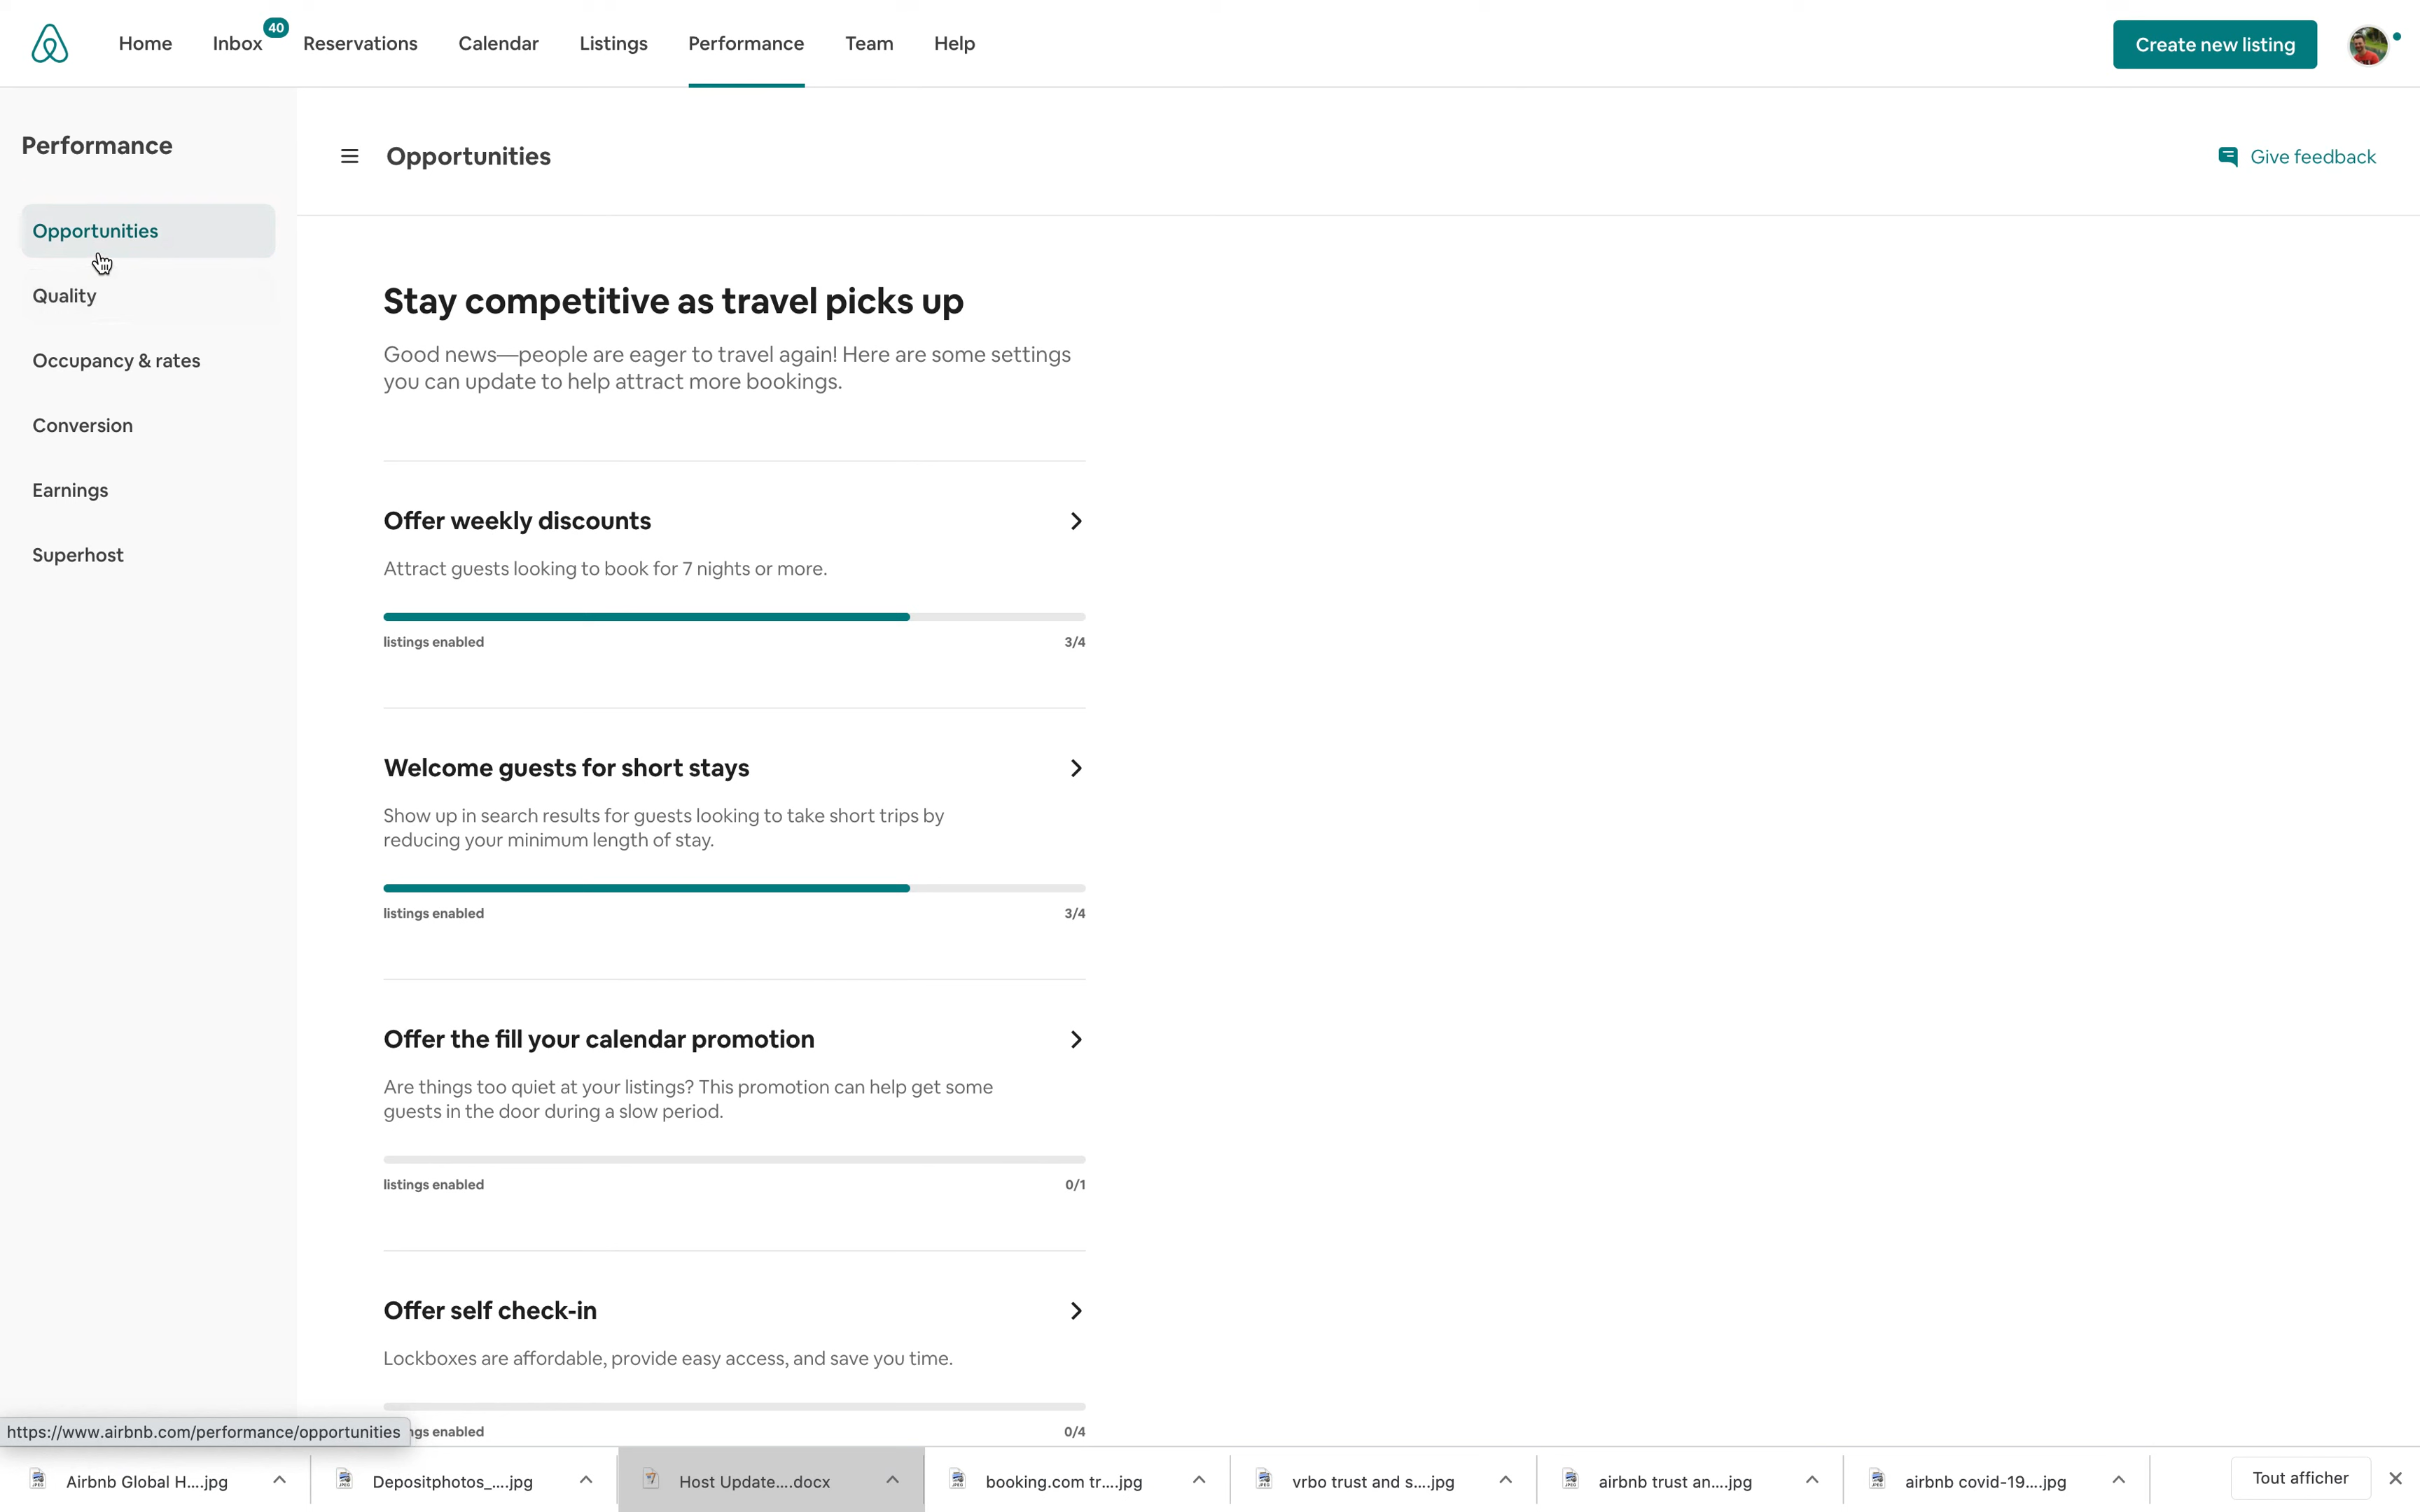 Home
Inbox
40
Reservations
Calendar
Listings
Performance
Team
Help
Create new listing
Performance
Opportunities
Quality
Occupancy & rates
Conversion
Earnings
Superhost
Opportunities
Give feedback
Stay competitive as travel picks up
Good news—people are eager to travel again! Here are some settings
you can update to help attract more bookings.
Offer weekly discounts
Attract guests looking to book for 7 nights or more.
listings enabled
3/4
Welcome guests for short stays
Show up in search results for guests looking to take short trips by
reducing your minimum length of stay.
listings enabled
3/4
Offer the fill your calendar promotion
Are things too quiet at your listings? This promotion can help get some
guests in the door during a slow period.
listings enabled
0/1
Offer self check-in
Lockboxes are affordable, provide easy access, and save you time.
https://www.airbnb.com/performance/opportunities
ngs enabled
0/4
Airbnb Global H....jpg
Depositphotos_....jpg
Host Update....docx
booking.com tr....jpg
vrbo trust and s....jpg
airbnb trust an....jpg
airbnb covid-19....jpg
Tout afficher